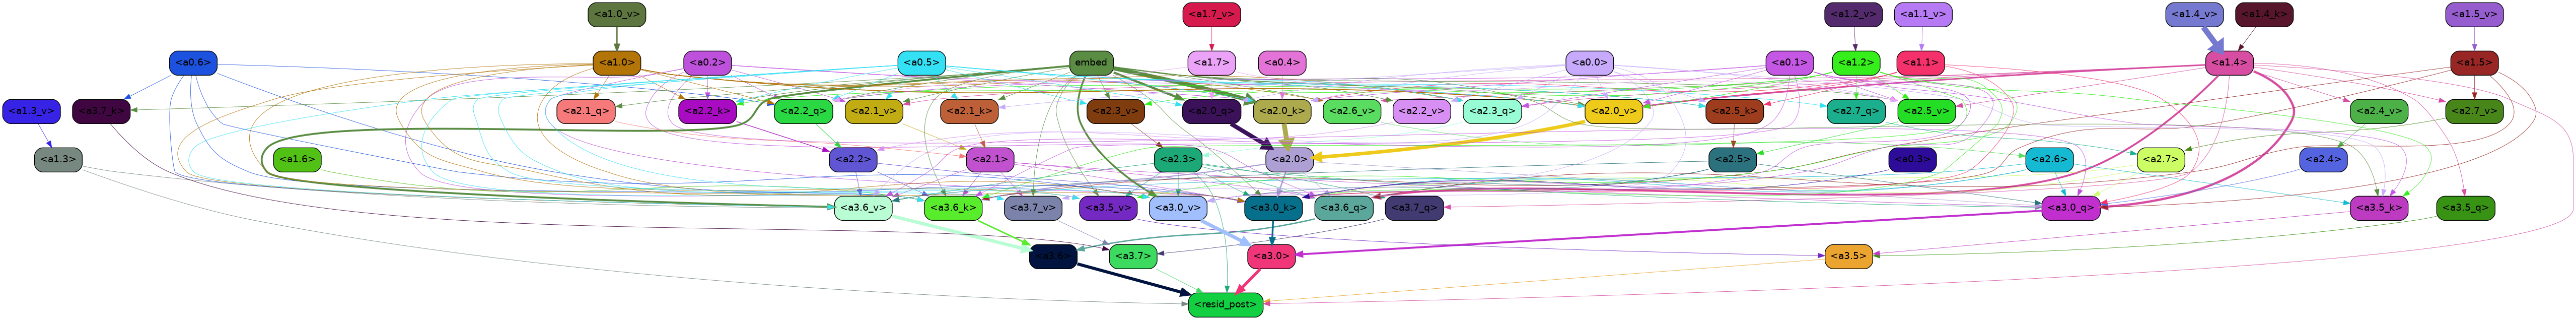 <a1.0_v> <a1.7_v> <a1.2_v> <a1.1_v> <a1.4_v> <a1.4_k> <a1.5_v>
<a0.6> <a1.0> <a0.2> <a0.5> embed <a1.7> <a0.4> <a0.0> <a0.1> <a1.2> <a1.1> <a1.4> <a1.5>
<a1.3_v> <a3.7_k> <a2.1_q> <a2.2_k> <a2.2_q> <a2.1_v> <a2.1_k> <a2.3_v> <a2.0_q> <a2.0_k> <a2.6_v> <a2.2_v> <a2.3_q> <a2.0_v> <a2.5_k> <a2.7_q> <a2.5_v> <a2.4_v> <a2.7_v>
<a1.3> <a1.6> <a2.2> <a2.1> <a2.3> <a2.0> <a2.5> <a0.3> <a2.6> <a2.7> <a2.4>
<a3.6_v> <a3.6_k> <a3.7_v> <a3.5_v> <a3.0_v> <a3.0_k> <a3.6_q> <a3.7_q> <a3.0_q> <a3.5_k> <a3.5_q>
<a3.6> <a3.7> <a3.0> <a3.5>
<resid_post>